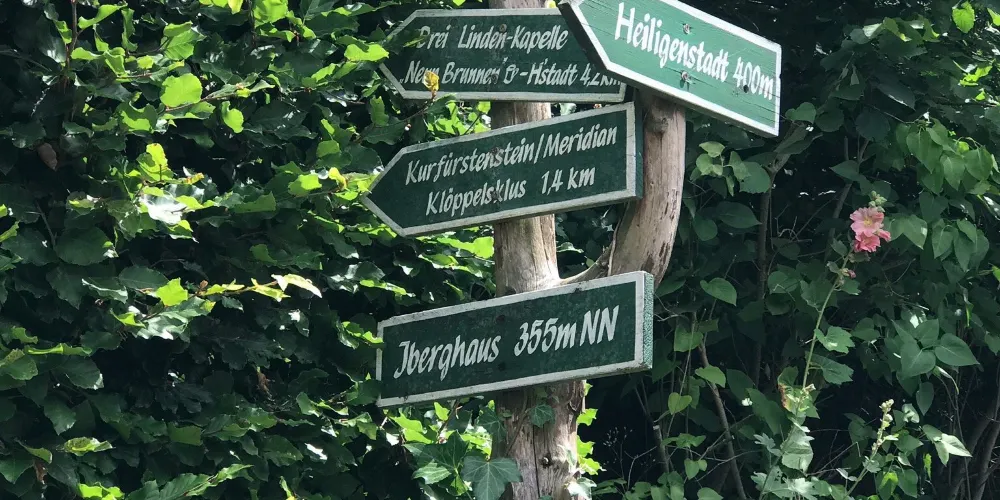 Drei Linden-Kapelle
Neun Brunnen & -Hstadt 4,2km
Heiligenstadt 400m
Kurfürstenstein/Meridian
Klöppelsklus 1,4 km
Iberghaus 355m NN